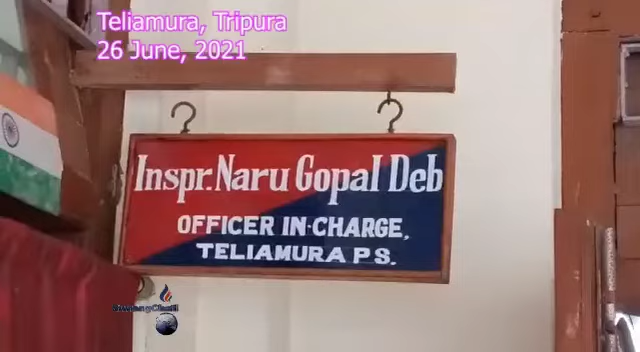 Teliamura, Tripura
26 June, 2021
Inspr. Naru Gopal Deb
OFFICER IN-CHARGE,
TELIAMURA P S.